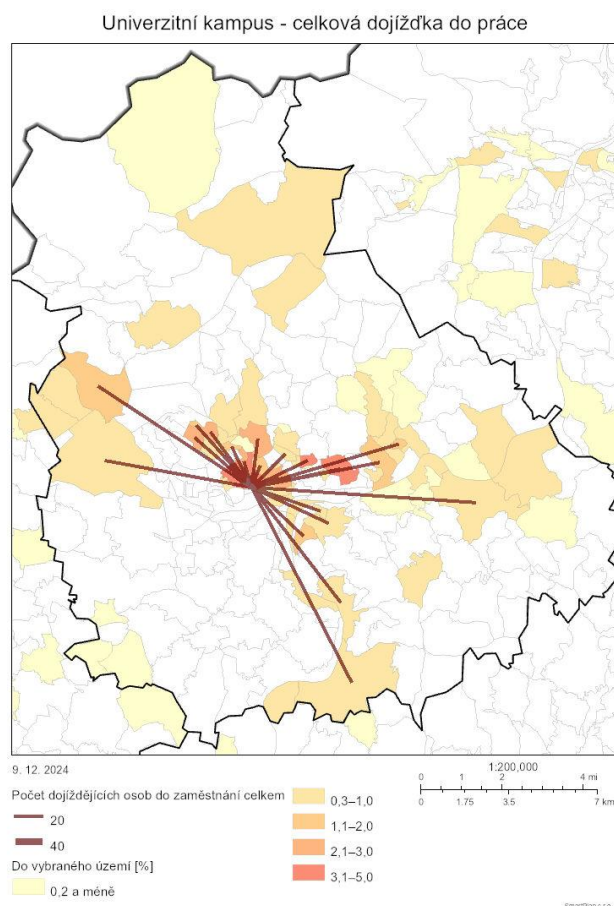 Univerzitní kampus - celková dojížďka do práce
9. 12. 2024
1:200,000
0 1 2 4 mi
0 1.75 3.5 7 km
Počet dojíždějících osob do zaměstnání celkem
20
40
Do vybraného území [%]
0,2 a méně
0,3–1,0
1,1–2,0
2,1–3,0
3,1–5,0